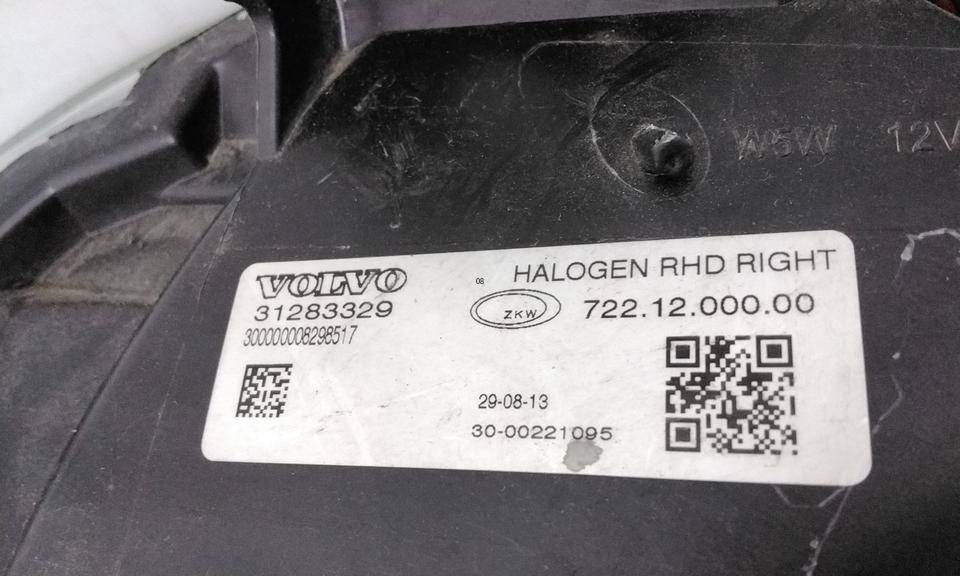 W5W 12V
VOLVO
31283329
300000008298517
08
HALOGEN RHD RIGHT
ZKW
722.12.000.00
29-08-13
30-00221095